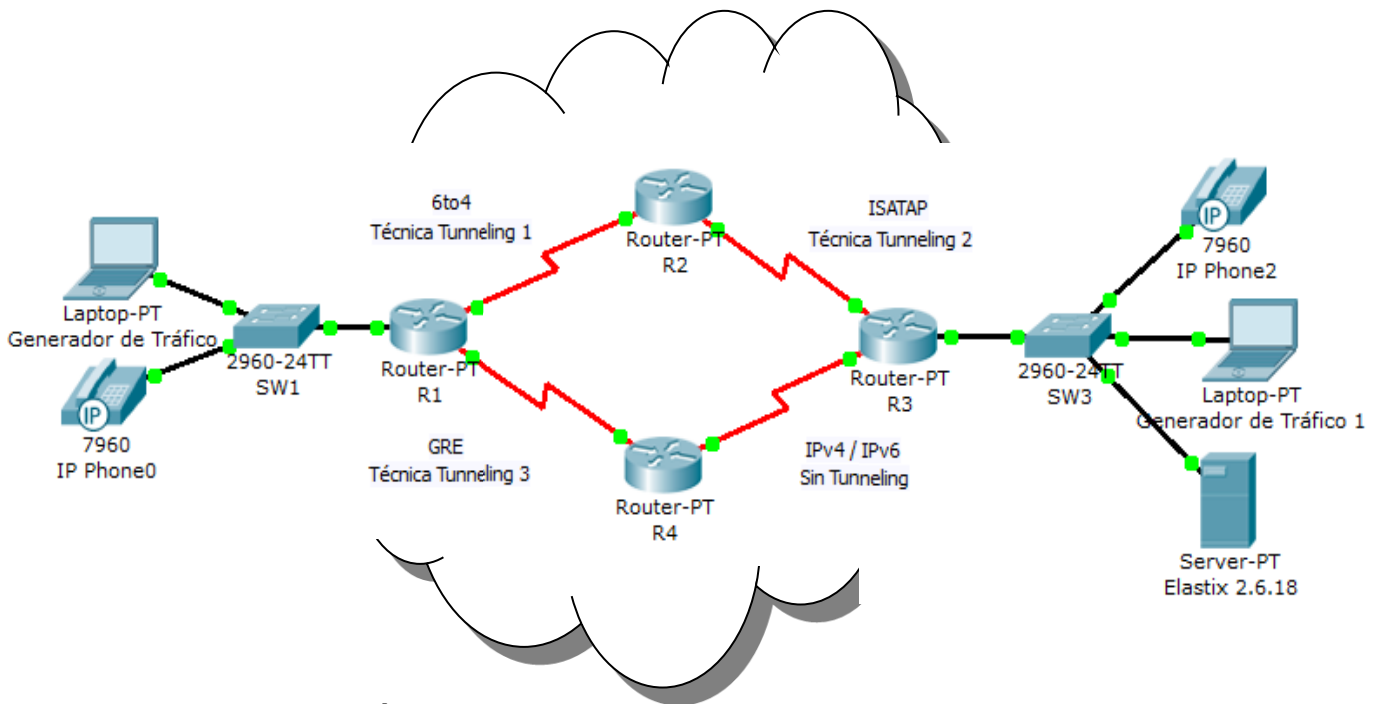 6to4
Técnica Tunneling 1
ISATAP
Técnica Tunneling 2
Router-PT
R2
IP
7960
IP Phone2
Laptop-PT
Generador de Tráfico
2960-24TT
SW1
Router-PT
R1
Router-PT
R3
2960-24TT
SW3
Laptop-PT
Generador de Tráfico 1
IP
7960
IP Phone0
GRE
Técnica Tunneling 3
IPv4 / IPv6
Sin Tunneling
Router-PT
R4
Server-PT
Elastix 2.6.18